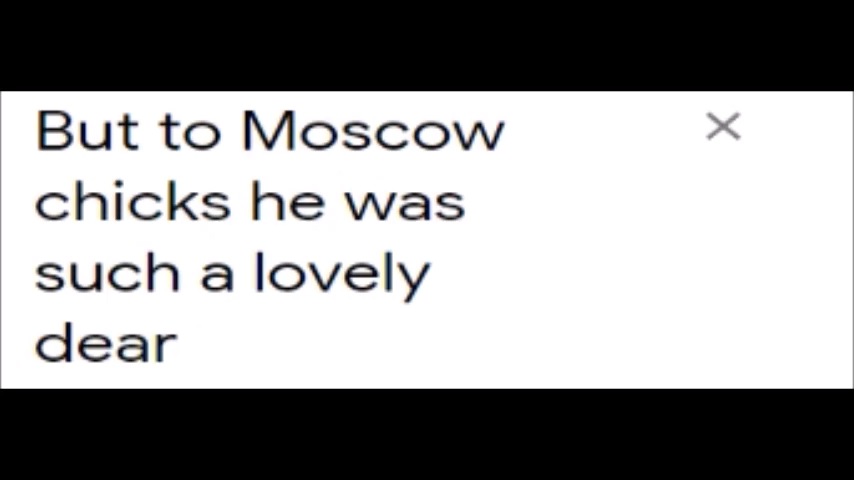 But to Moscow
chicks he was
such a lovely
dear